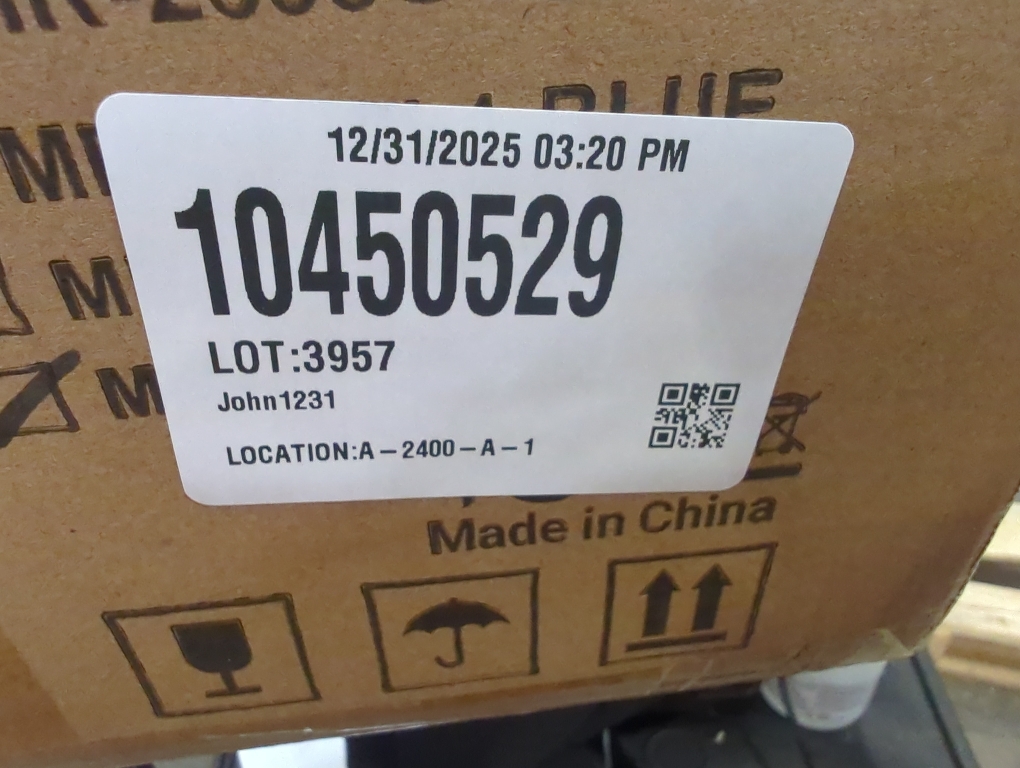 12/31/2025 03:20 PM
10450529
LOT:3957
John1231
LOCATION:A-2400-A-1
Made in China